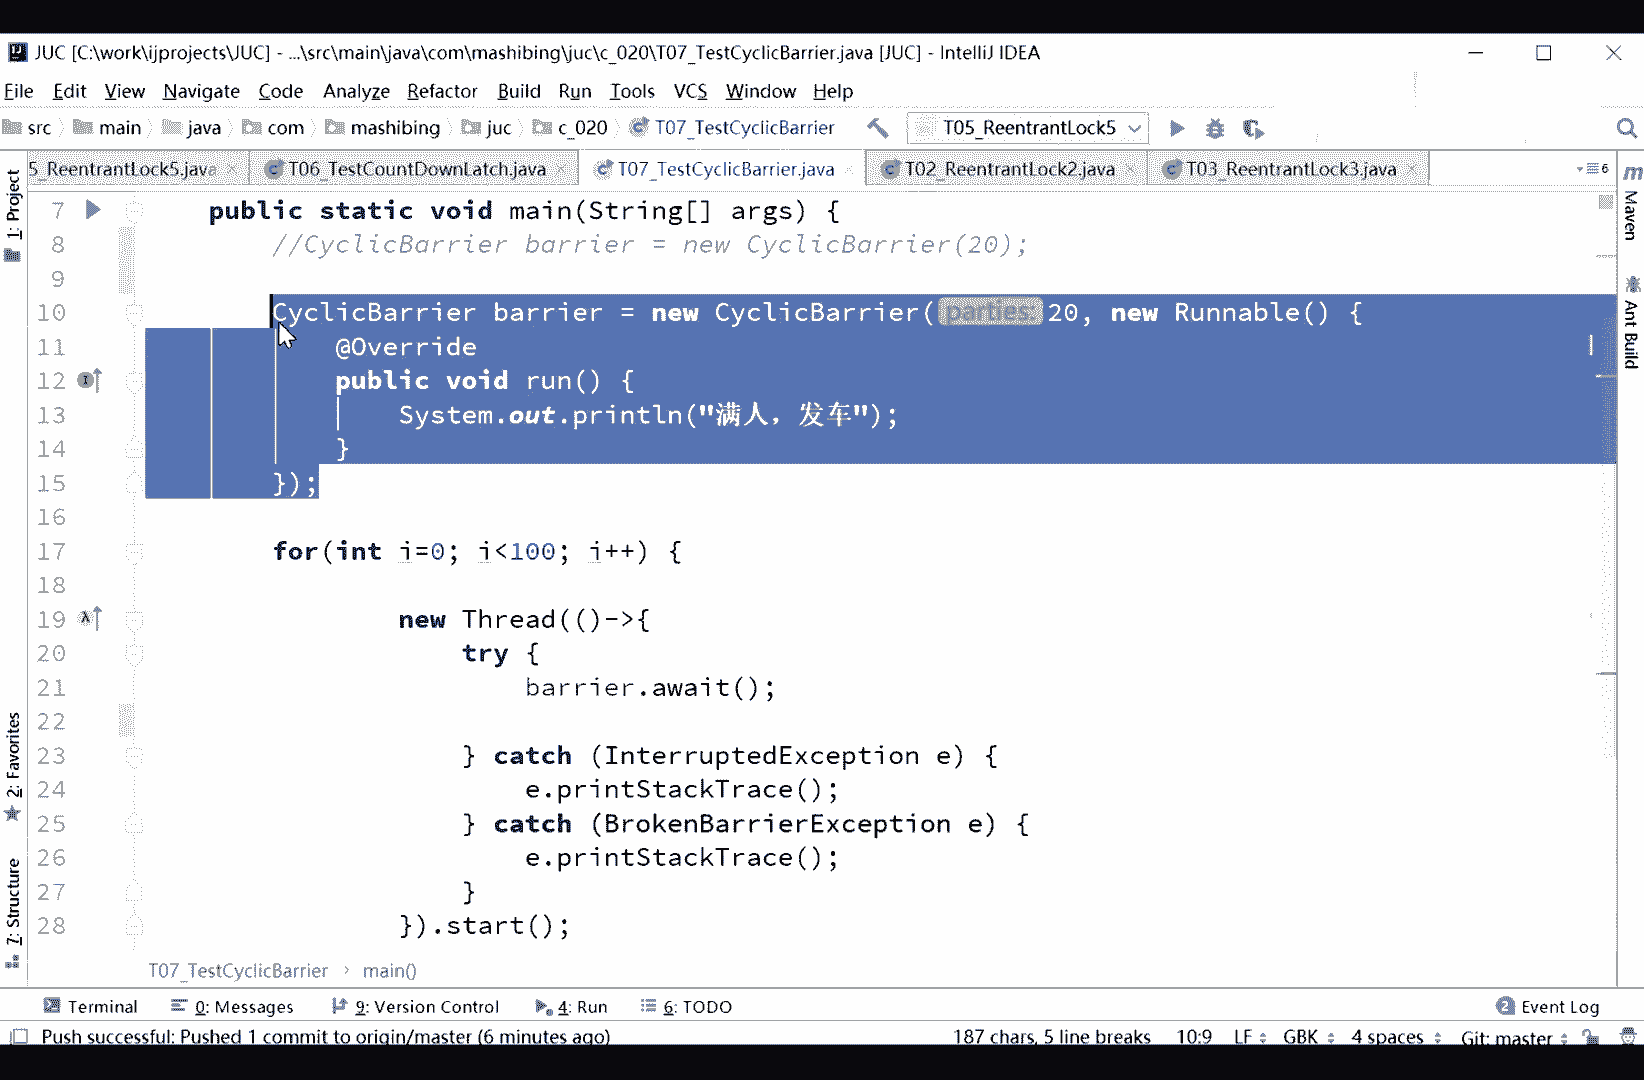 JUC [C:\work\ijprojects\JUC] - ...\src\main\java\com\mashibing\juc\c_020\T07_TestCyclicBarrier.java [JUC] - IntelliJ IDEA
File Edit View Navigate Code Analyze Refactor Build Run Tools VCS Window Help
src main java com mashibing juc c_020 T07_TestCyclicBarrier T05_ReentrantLock5
5_ReentrantLock5.java T06_TestCountDownLatch.java T07_TestCyclicBarrier.java T02_ReentrantLock2.java T03_ReentrantLock3.java 6
1: Project
2: Favorites
7: Structure
Maven
Ant Build
7 public static void main(String[] args) {
8 //CyclicBarrier barrier = new CyclicBarrier(20);
9
10 CyclicBarrier barrier = new CyclicBarrier( parties: 20, new Runnable() {
11 @Override
12 public void run() {
13 System.out.println("满人，发车");
14 }
15 });
16
17 for(int i=0; i<100; i++) {
18
19 new Thread(()->{
20 try {
21 barrier.await();
22
23 } catch (InterruptedException e) {
24 e.printStackTrace();
25 } catch (BrokenBarrierException e) {
26 e.printStackTrace();
27 }
28 }).start();
T07_TestCyclicBarrier › main()
Terminal 0: Messages 9: Version Control 4: Run 6: TODO 2 Event Log
Push successful: Pushed 1 commit to origin/master (6 minutes ago) 187 chars, 5 line breaks 10:9 LF GBK 4 spaces Git: master